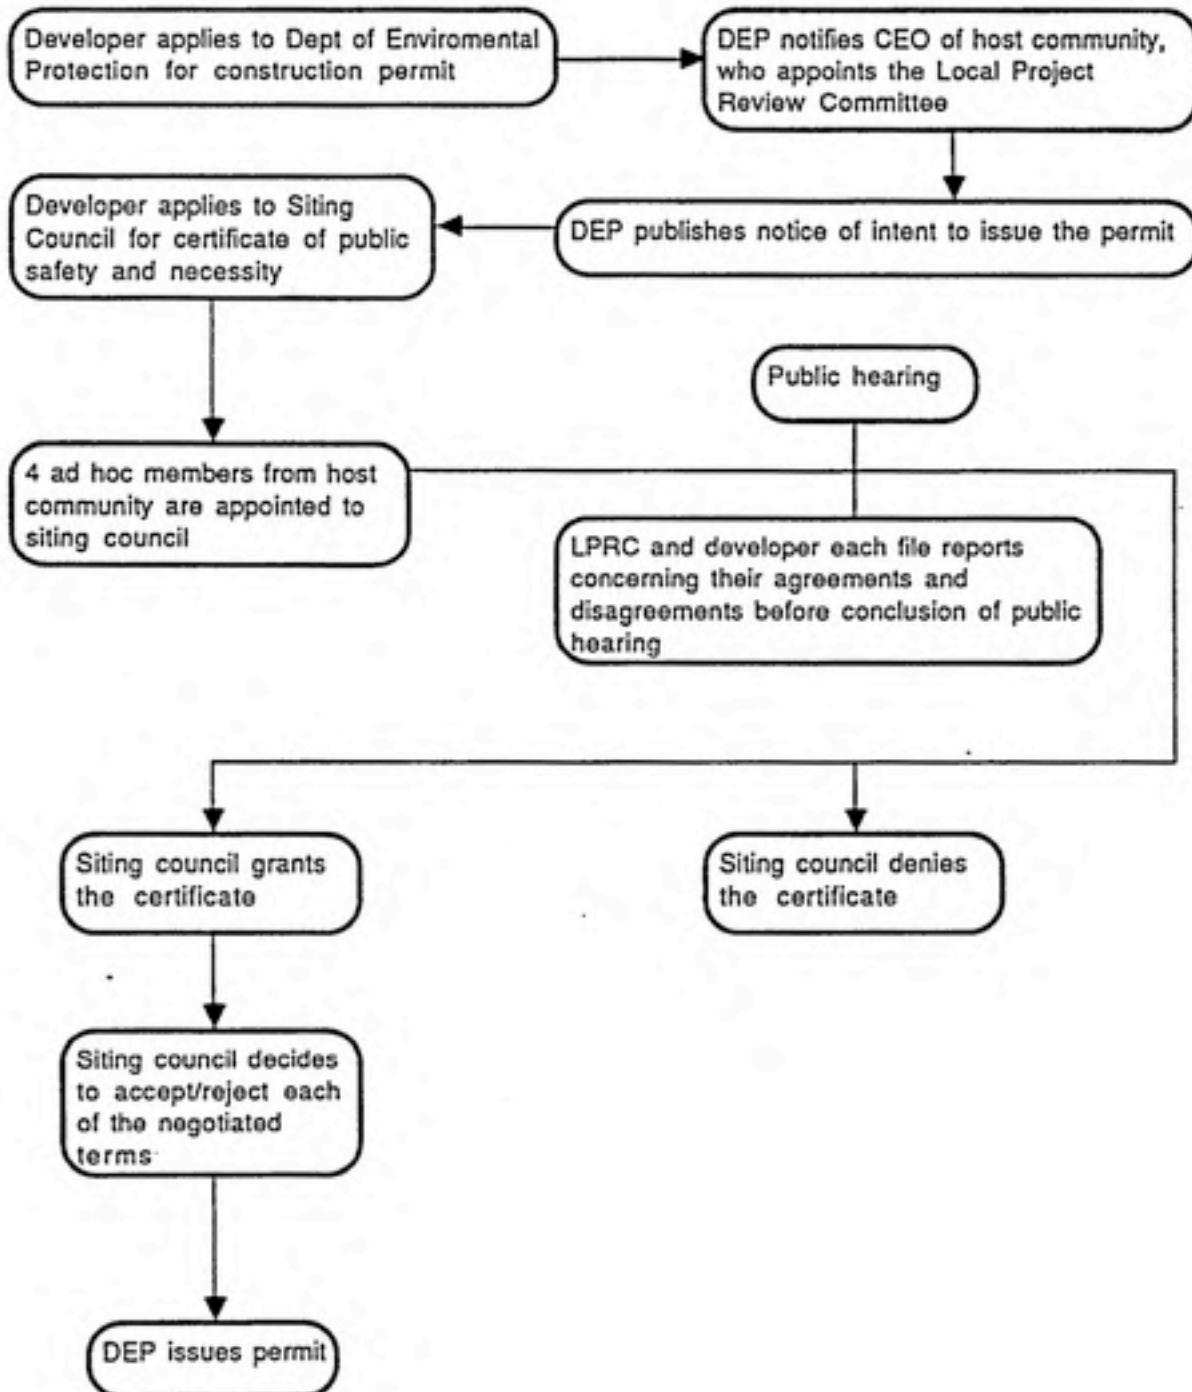 Developer applies to Dept of Enviromental
Protection for construction permit
DEP notifies CEO of host community,
who appoints the Local Project
Review Committee
DEP publishes notice of intent to issue the permit
Developer applies to Siting
Council for certificate of public
safety and necessity
Public hearing
4 ad hoc members from host
community are appointed to
siting council
LPRC and developer each file reports
concerning their agreements and
disagreements before conclusion of public
hearing
Siting council grants
the certificate
Siting council denies
the certificate
Siting council decides
to accept/reject each
of the negotiated
terms
DEP issues permit